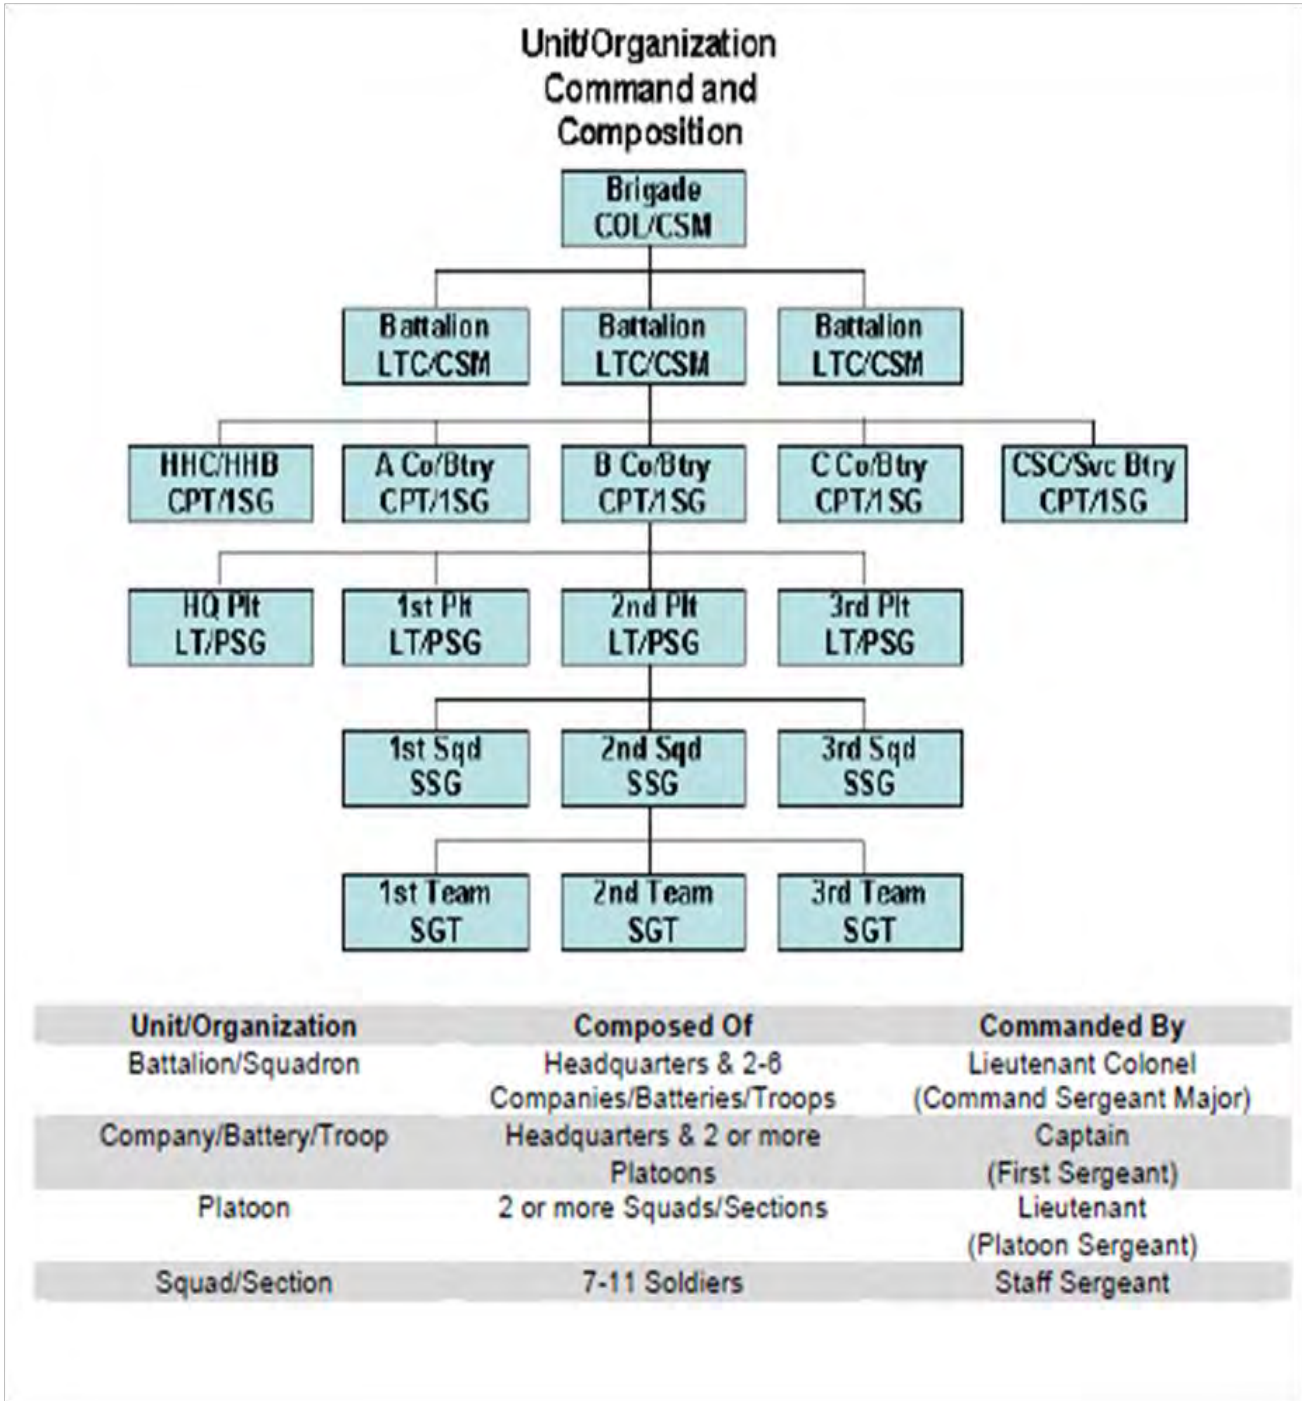 Unit/Organization
Command and
Composition
Brigade
COL/CSM
Battalion
LTC/CSM
Battalion
LTC/CSM
Battalion
LTC/CSM
HHC/HHB
CPT/1SG
A Co/Btry
CPT/1SG
B Co/Btry
CPT/1SG
C Co/Btry
CPT/1SG
CSC/Svc Btry
CPT/1SG
HQ Plt
LT/PSG
1st Plt
LT/PSG
2nd Plt
LT/PSG
3rd Plt
LT/PSG
1st Sqd
SSG
2nd Sqd
SSG
3rd Sqd
SSG
1st Team
SGT
2nd Team
SGT
3rd Team
SGT
Unit/Organization Composed Of Commanded By
Battalion/Squadron Headquarters & 2-6 Lieutenant Colonel
Companies/Batteries/Troops (Command Sergeant Major)
Company/Battery/Troop Headquarters & 2 or more Captain
Platoons (First Sergeant)
Platoon 2 or more Squads/Sections Lieutenant
(Platoon Sergeant)
Squad/Section 7-11 Soldiers Staff Sergeant